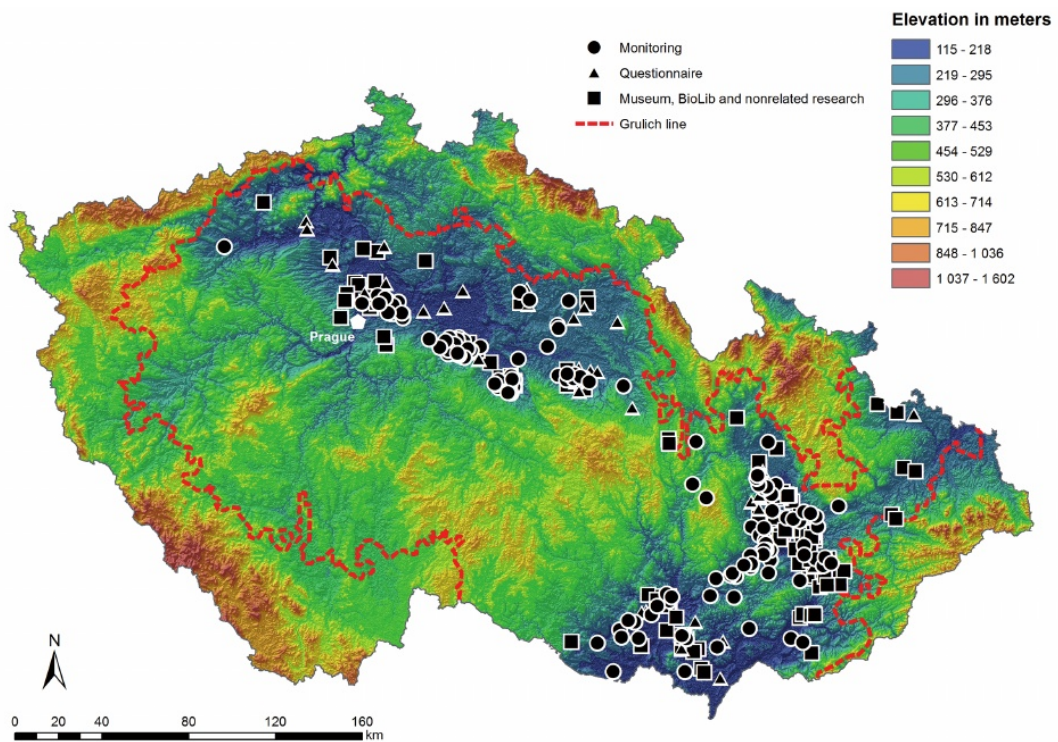 Elevation in meters
115 - 218
219 - 295
296 - 376
377 - 453
454 - 529
530 - 612
613 - 714
715 - 847
848 - 1 036
1 037 - 1 602
Monitoring
Questionnaire
Museum, BioLib and nonrelated research
Grulich line
Prague
N
0 20 40 80 120 160
km